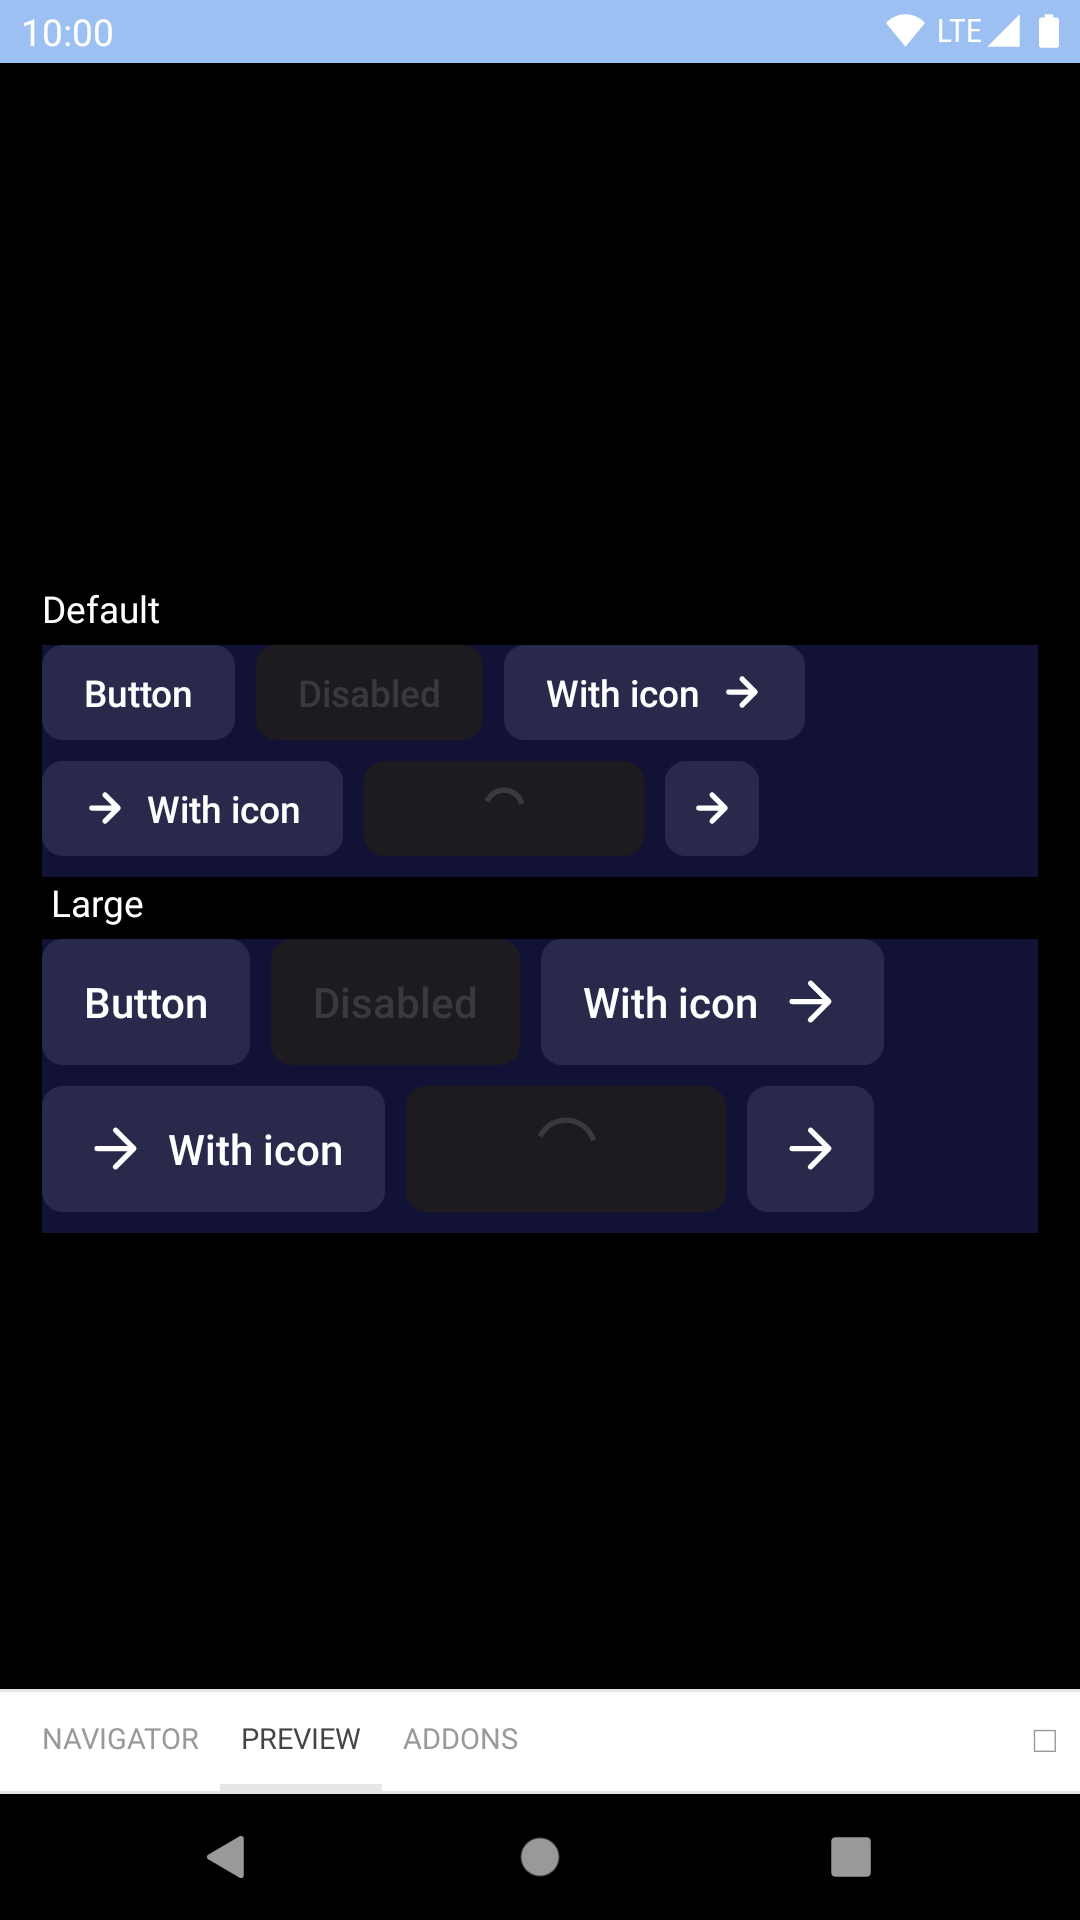 10:00 LTE
Default
Button Disabled With icon
With icon
Large
Button Disabled With icon
With icon
NAVIGATOR PREVIEW ADDONS